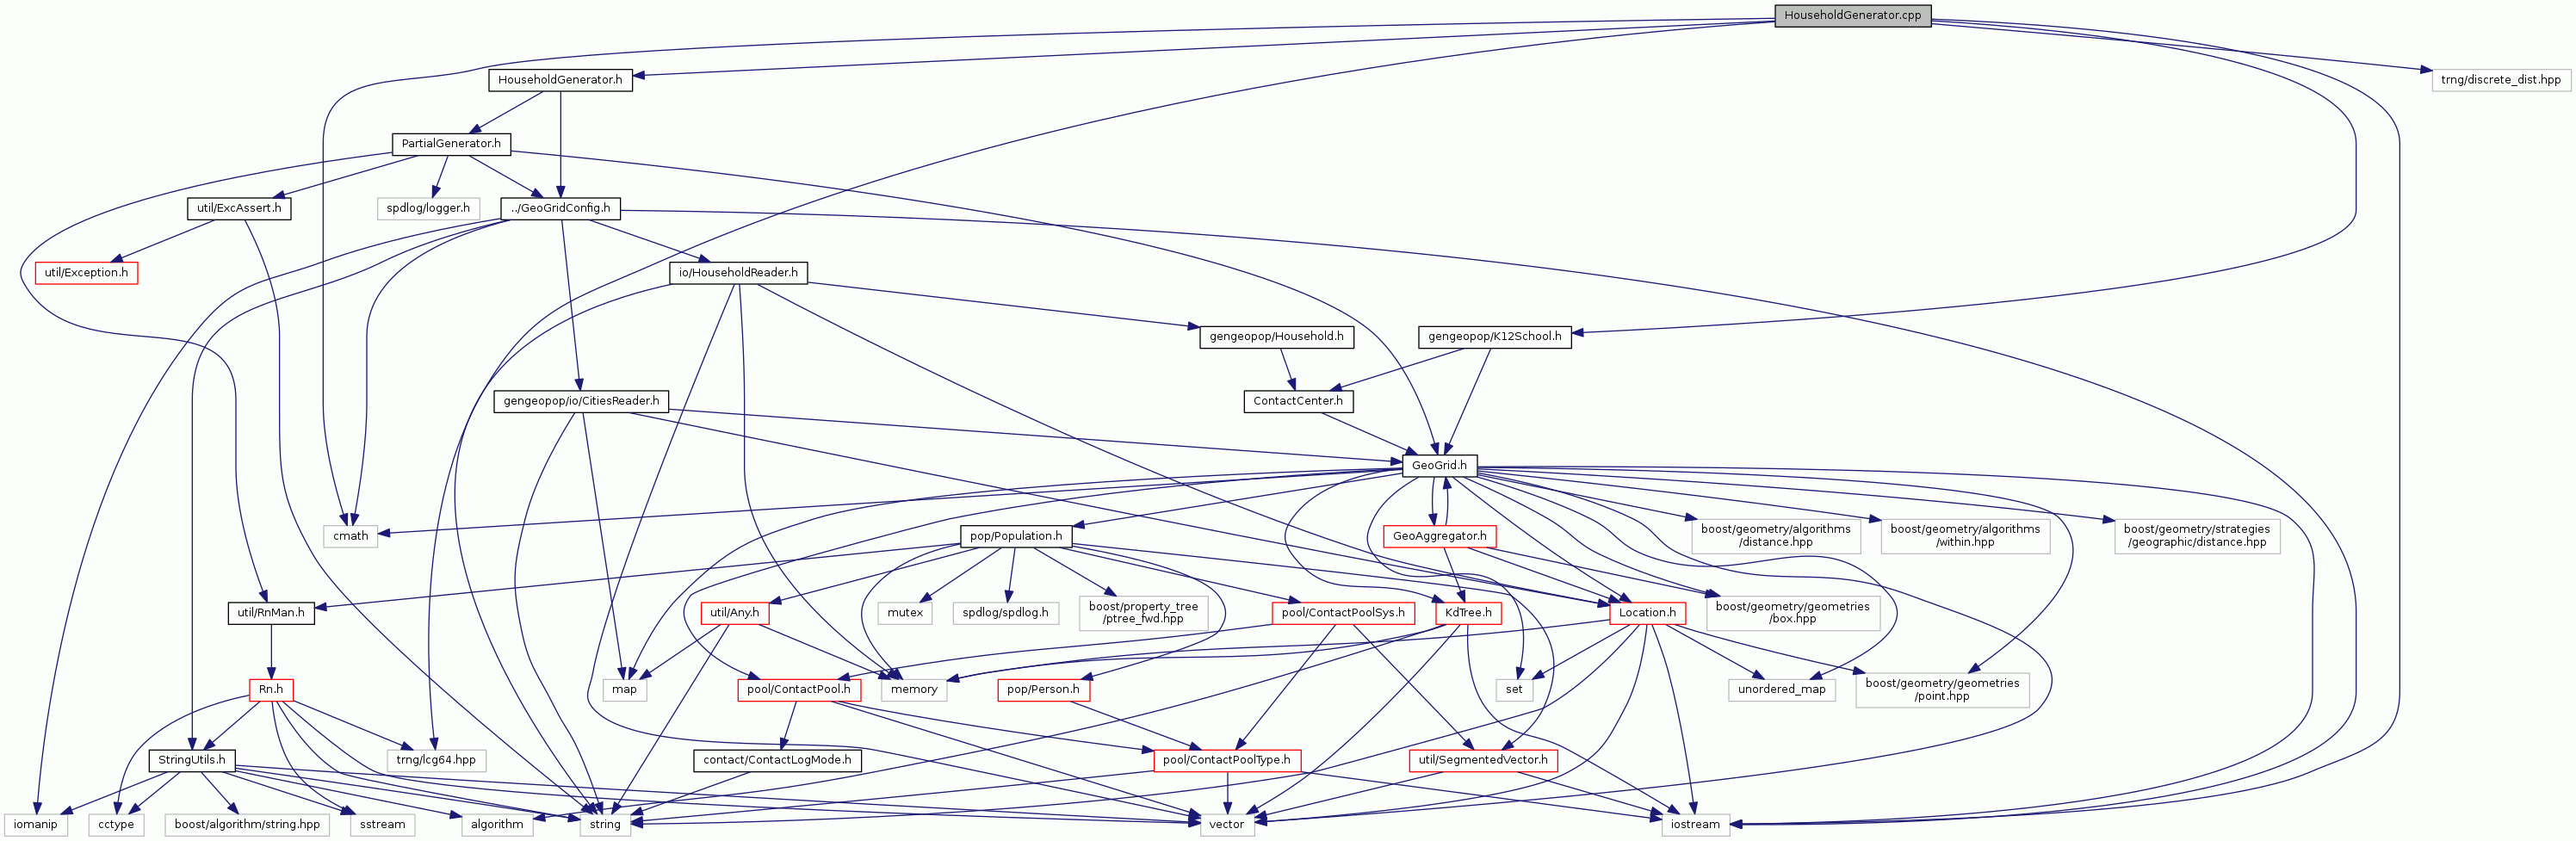 HouseholdGenerator.cpp
HouseholdGenerator.h
trng/discrete_dist.hpp
PartialGenerator.h
util/ExcAssert.h
spdlog/logger.h
../GeoGridConfig.h
util/Exception.h
io/HouseholdReader.h
gengeopop/Household.h
gengeopop/K12School.h
gengeopop/io/CitiesReader.h
ContactCenter.h
GeoGrid.h
cmath
pop/Population.h
GeoAggregator.h
boost/geometry/algorithms
/distance.hpp
boost/geometry/algorithms
/within.hpp
boost/geometry/strategies
/geographic/distance.hpp
util/RnMan.h
util/Any.h
mutex
spdlog/spdlog.h
boost/property_tree
/ptree_fwd.hpp
pool/ContactPoolSys.h
KdTree.h
Location.h
boost/geometry/geometries
/box.hpp
Rn.h
map
pool/ContactPool.h
memory
pop/Person.h
set
unordered_map
boost/geometry/geometries
/point.hpp
StringUtils.h
trng/lcg64.hpp
contact/ContactLogMode.h
pool/ContactPoolType.h
util/SegmentedVector.h
iomanip
cctype
boost/algorithm/string.hpp
sstream
algorithm
string
vector
iostream